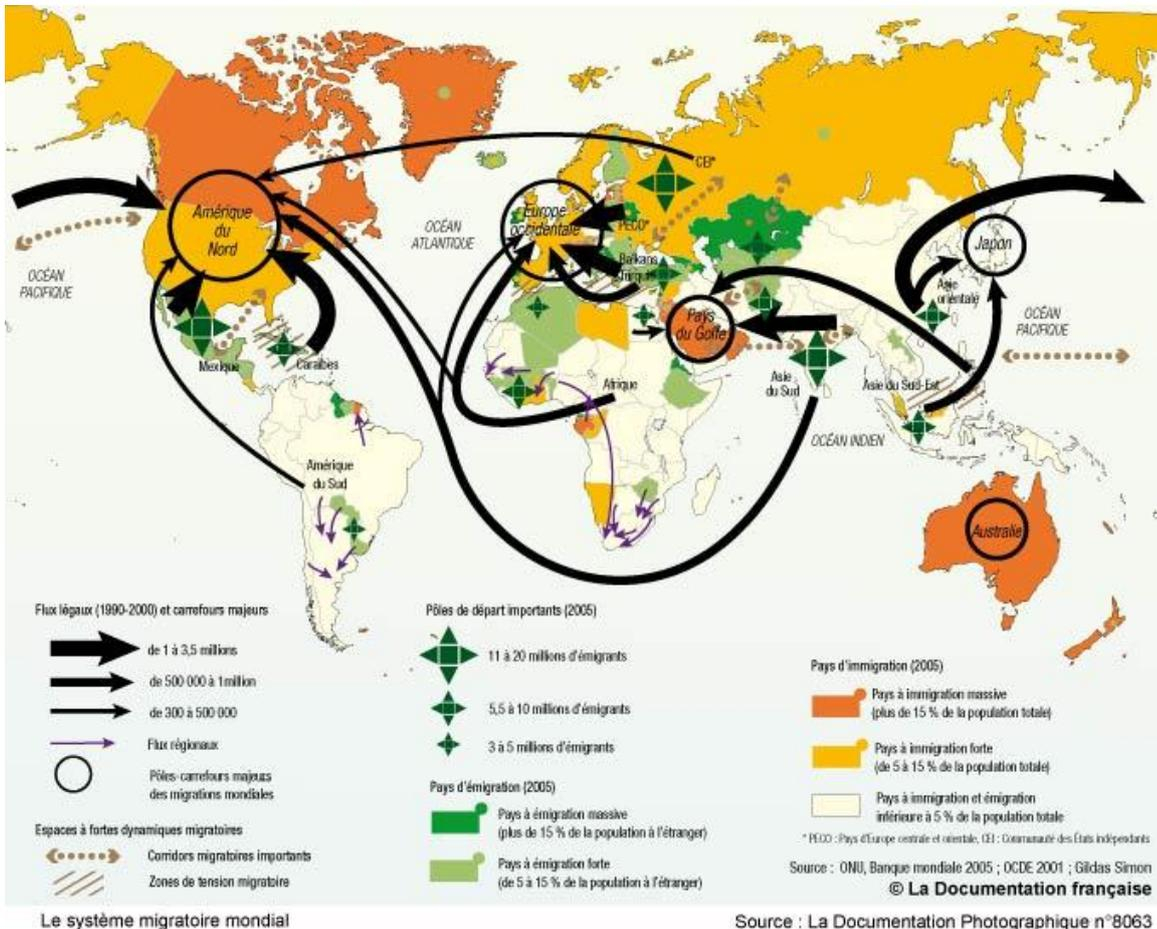 CEI*
Amérique
du
Nord
OCÉAN
ATLANTIQUE
Europe
occidentale
PECO*
Balkans
Turquie
Japon
OCÉAN
PACIFIQUE
Pays
du Golfe
Asie
orientale
OCÉAN
PACIFIQUE
Mexique
Caraïbes
Afrique
Asie
du Sud
Asie du Sud-Est
OCÉAN INDIEN
Amérique
du Sud
Australie
Flux légaux (1990-2000) et carrefours majeurs
de 1 à 3,5 millions
de 500 000 à 1million
de 300 à 500 000
Flux régionaux
Pôles-carrefours majeurs
des migrations mondiales
Espaces à fortes dynamiques migratoires
Corridors migratoires importants
Zones de tension migratoire
Pôles de départ importants (2005)
11 à 20 millions d'émigrants
5,5 à 10 millions d'émigrants
3 à 5 millions d'émigrants
Pays d'émigration (2005)
Pays à émigration massive
(plus de 15 % de la population à l'étranger)
Pays à émigration forte
(de 5 à 15 % de la population à l'étranger)
Pays d'immigration (2005)
Pays à immigration massive
(plus de 15 % de la population totale)
Pays à immigration forte
(de 5 à 15 % de la population totale)
Pays à immigration et émigration
inférieure à 5 % de la population totale
* PECO : Pays d'Europe centrale et orientale, CEI : Communauté des États indépendants
Source : ONU, Banque mondiale 2005 ; OCDE 2001 ; Gildas Simon
© La Documentation française
Le système migratoire mondial
Source : La Documentation Photographique n°8063